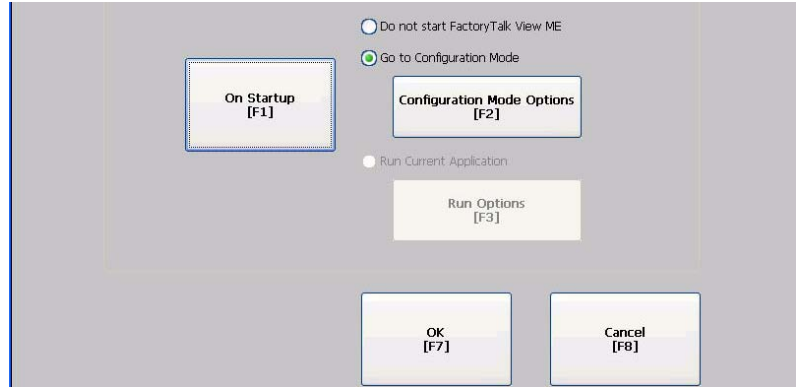 Do not start FactoryTalk View ME
Go to Configuration Mode
On Startup
[F1]
Configuration Mode Options
[F2]
Run Current Application
Run Options
[F3]
OK
[F7]
Cancel
[F8]